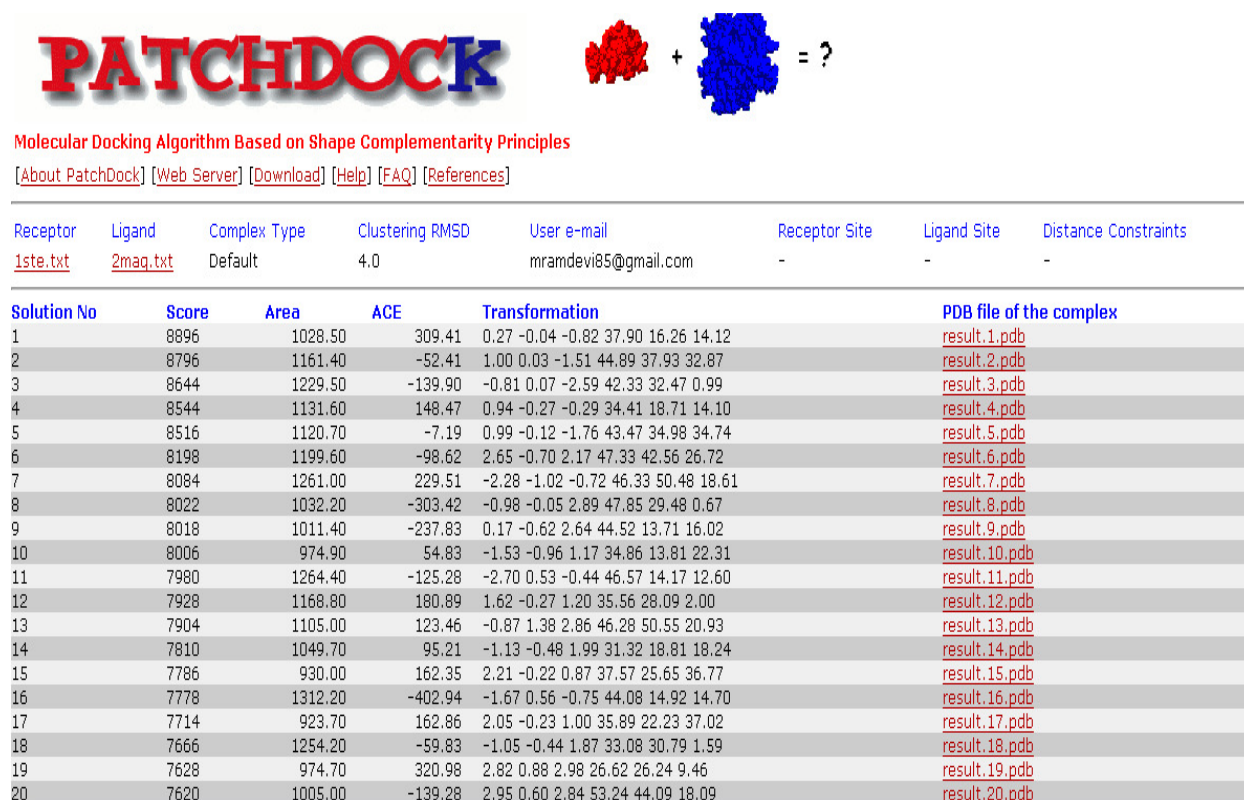 PATCHDOCK
+ = ?
Molecular Docking Algorithm Based on Shape Complementarity Principles
[About PatchDock] [Web Server] [Download] [Help] [FAQ] [References]
Receptor Ligand Complex Type Clustering RMSD User e-mail Receptor Site Ligand Site Distance Constraints
1ste.txt 2maq.txt Default 4.0 mramdevi85@gmail.com - - -
Solution No Score Area ACE Transformation PDB file of the complex
1 8896 1028.50 309.41 0.27 -0.04 -0.82 37.90 16.26 14.12 result.1.pdb
2 8796 1161.40 -52.41 1.00 0.03 -1.51 44.89 37.93 32.87 result.2.pdb
3 8644 1229.50 -139.90 -0.81 0.07 -2.59 42.33 32.47 0.99 result.3.pdb
4 8544 1131.60 148.47 0.94 -0.27 -0.29 34.41 18.71 14.10 result.4.pdb
5 8516 1120.70 -7.19 0.99 -0.12 -1.76 43.47 34.98 34.74 result.5.pdb
6 8198 1199.60 -98.62 2.65 -0.70 2.17 47.33 42.56 26.72 result.6.pdb
7 8084 1261.00 229.51 -2.28 -1.02 -0.72 46.33 50.48 18.61 result.7.pdb
8 8022 1032.20 -303.42 -0.98 -0.05 2.89 47.85 29.48 0.67 result.8.pdb
9 8018 1011.40 -237.83 0.17 -0.62 2.64 44.52 13.71 16.02 result.9.pdb
10 8006 974.90 54.83 -1.53 -0.96 1.17 34.86 13.81 22.31 result.10.pdb
11 7980 1264.40 -125.28 -2.70 0.53 -0.44 46.57 14.17 12.60 result.11.pdb
12 7928 1168.80 180.89 1.62 -0.27 1.20 35.56 28.09 2.00 result.12.pdb
13 7904 1105.00 123.46 -0.87 1.38 2.86 46.28 50.55 20.93 result.13.pdb
14 7810 1049.70 95.21 -1.13 -0.48 1.99 31.32 18.81 18.24 result.14.pdb
15 7786 930.00 162.35 2.21 -0.22 0.87 37.57 25.65 36.77 result.15.pdb
16 7778 1312.20 -402.94 -1.67 0.56 -0.75 44.08 14.92 14.70 result.16.pdb
17 7714 923.70 162.86 2.05 -0.23 1.00 35.89 22.23 37.02 result.17.pdb
18 7666 1254.20 -59.83 -1.05 -0.44 1.87 33.08 30.79 1.59 result.18.pdb
19 7628 974.70 320.98 2.82 0.88 2.98 26.62 26.24 9.46 result.19.pdb
20 7620 1005.00 -139.28 2.95 0.60 2.84 53.24 44.09 18.09 result.20.pdb